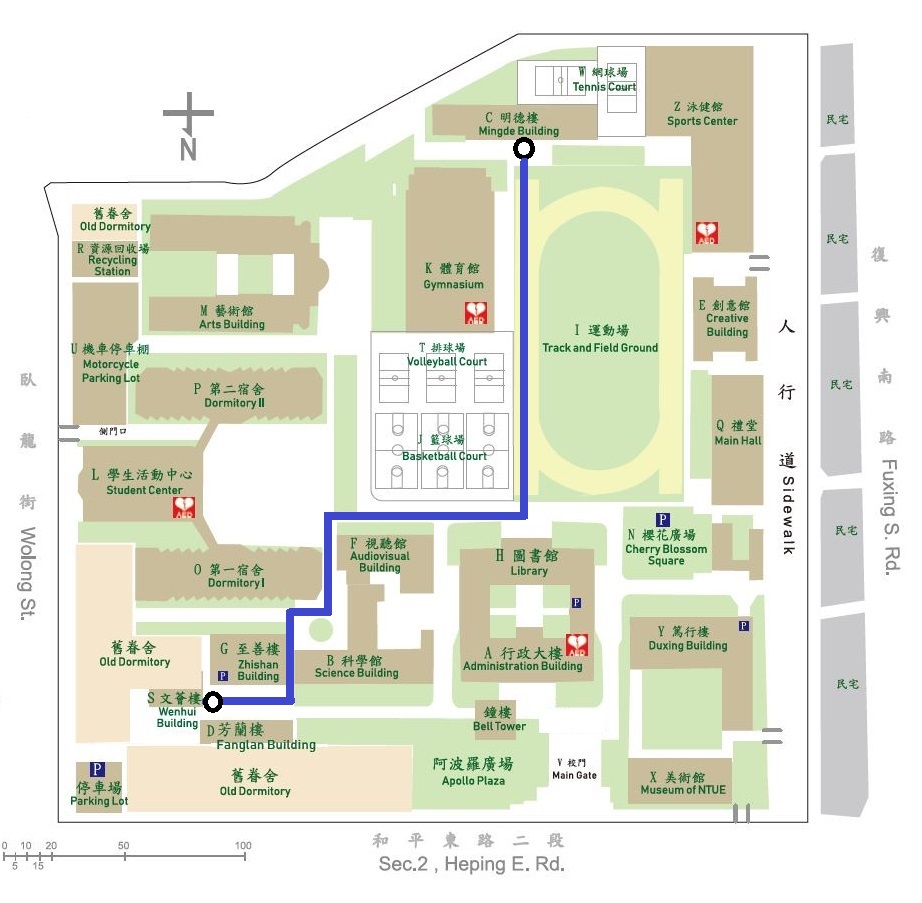 W 網球場
Tennis Court
C 明德樓
Mingde Building
Z 泳健館
Sports Center
民宅
N
舊眷舍
Old Dormitory
R 資源回收場
Recycling
Station
K 體育館
Gymnasium
AED
AED
民宅
復
興
南
路
Fuxing S. Rd.
E 創意館
Creative
Building
人
行
道
Sidewalk
M 藝術館
Arts Building
I 運動場
Track and Field Ground
U 機車停車棚
Motorcycle
Parking Lot
T 排球場
Volleyball Court
P 第二宿舍
Dormitory II
民宅
臥
龍
街
Wolong St.
側門口
J 籃球場
Basketball Court
Q 禮堂
Main Hall
L 學生活動中心
Student Center
AED
P
N 櫻花廣場
Cherry Blossom
Square
民宅
F 視聽館
Audiovisual
Building
H 圖書館
Library
O 第一宿舍
Dormitory I
P
P
Y 篤行樓
Duxing Building
舊眷舍
Old Dormitory
G 至善樓
Zhishan
Building
P
B 科學館
Science Building
A 行政大樓
Administration Building
AED
民宅
S 文薈樓
Wenhui
Building
D 芳蘭樓
Fanglan Building
鐘樓
Bell Tower
P
停車場
Parking Lot
舊眷舍
Old Dormitory
阿波羅廣場
Apollo Plaza
V 校門
Main Gate
X 美術館
Museum of NTUE
0 10 20 50 100
5 15
和平東路二段
Sec.2 , Heping E. Rd.